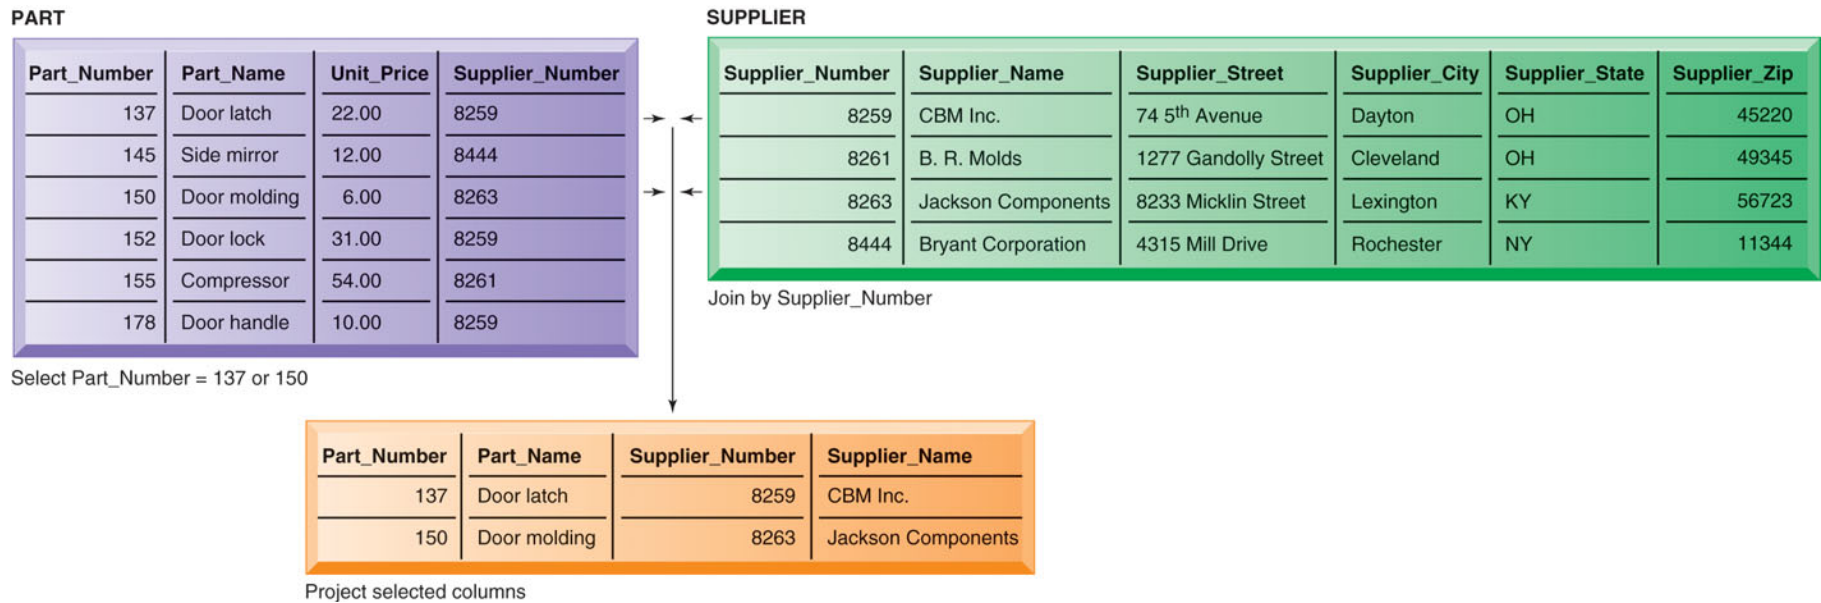 PART
Part_Number Part_Name Unit_Price Supplier_Number
137 Door latch 22.00 8259
145 Side mirror 12.00 8444
150 Door molding 6.00 8263
152 Door lock 31.00 8259
155 Compressor 54.00 8261
178 Door handle 10.00 8259
Select Part_Number = 137 or 150
SUPPLIER
Supplier_Number Supplier_Name Supplier_Street Supplier_City Supplier_State Supplier_Zip
8259 CBM Inc. 74 5th Avenue Dayton OH 45220
8261 B. R. Molds 1277 Gandolly Street Cleveland OH 49345
8263 Jackson Components 8233 Micklin Street Lexington KY 56723
8444 Bryant Corporation 4315 Mill Drive Rochester NY 11344
Join by Supplier_Number
Part_Number Part_Name Supplier_Number Supplier_Name
137 Door latch 8259 CBM Inc.
150 Door molding 8263 Jackson Components
Project selected columns